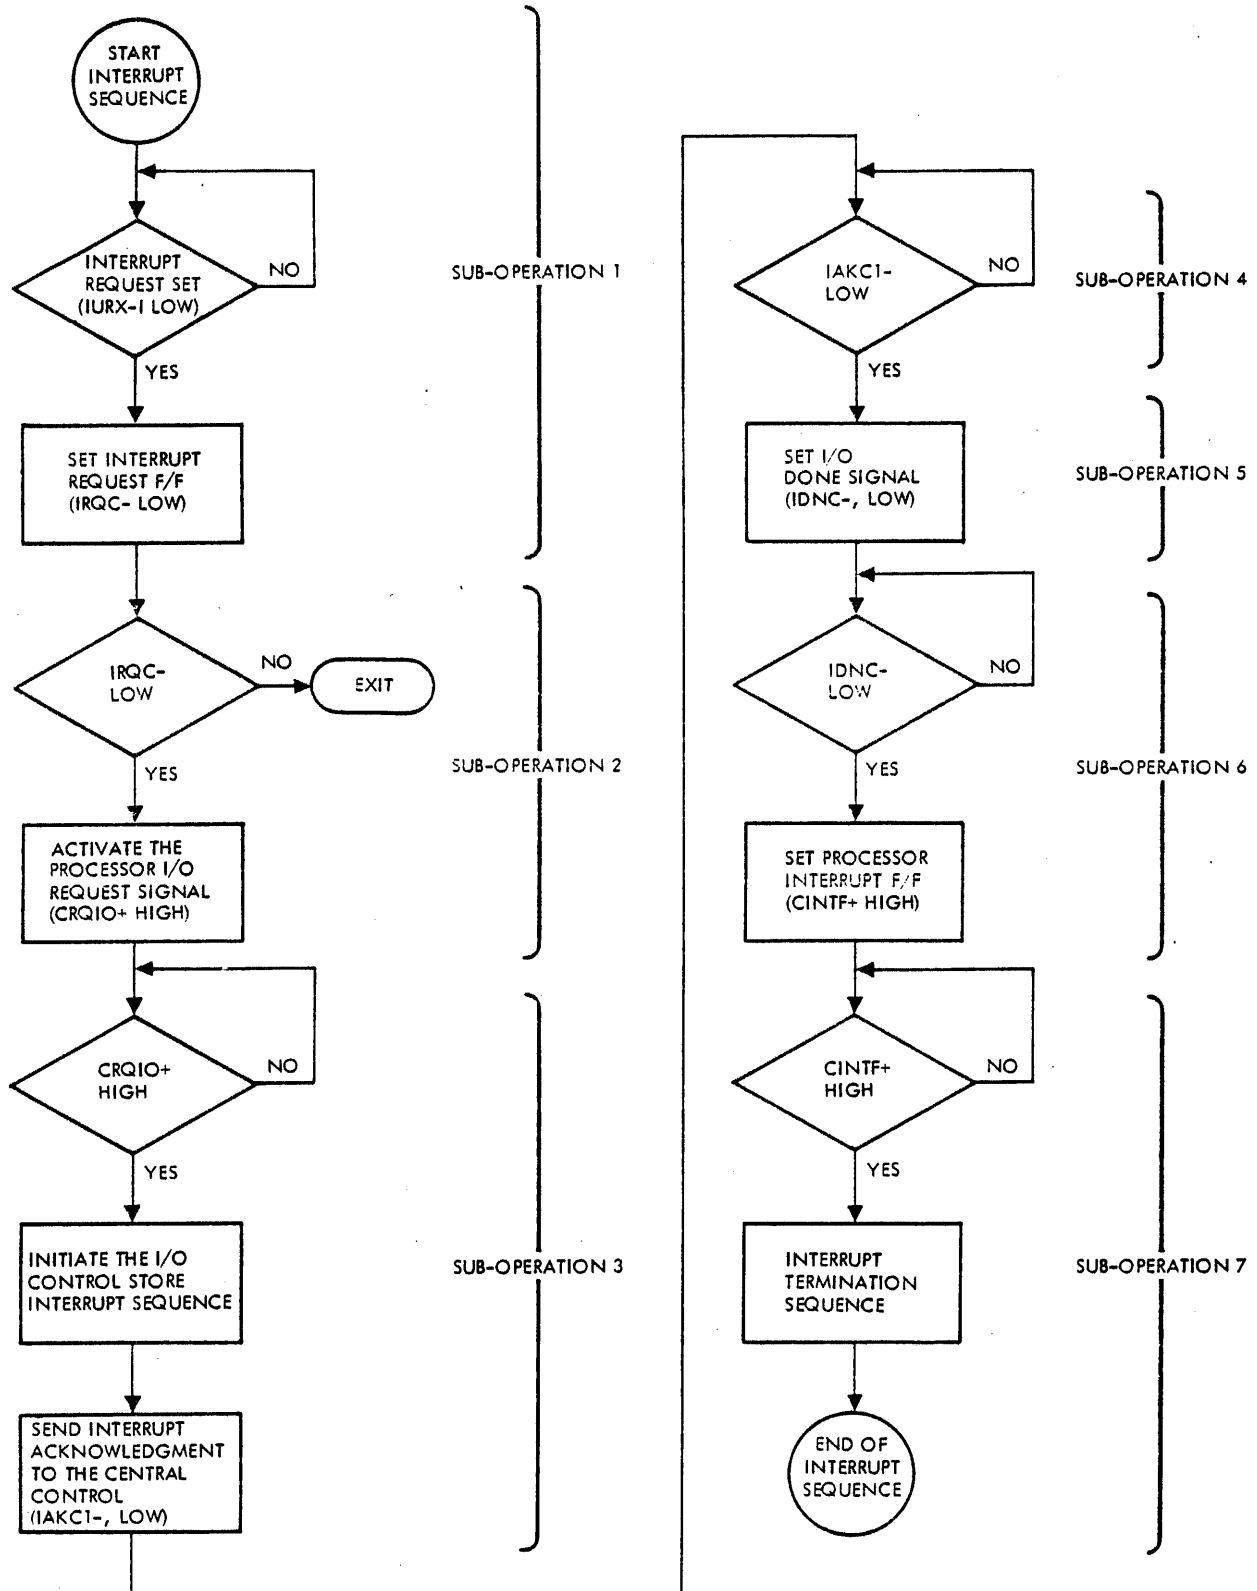 START
INTERRUPT
SEQUENCE
INTERRUPT
REQUEST SET
(IURX-I LOW)
NO
YES
SET INTERRUPT
REQUEST F/F
(IRQC- LOW)
SUB-OPERATION 1
IRQC-
LOW
NO
EXIT
YES
ACTIVATE THE
PROCESSOR I/O
REQUEST SIGNAL
(CRQIO+ HIGH)
SUB-OPERATION 2
CRQIO+
HIGH
NO
YES
INITIATE THE I/O
CONTROL STORE
INTERRUPT SEQUENCE
SEND INTERRUPT
ACKNOWLEDGMENT
TO THE CENTRAL
CONTROL
(IAKC1-, LOW)
SUB-OPERATION 3
IAKC1-
LOW
NO
YES
SUB-OPERATION 4
SET I/O
DONE SIGNAL
(IDNC-, LOW)
SUB-OPERATION 5
IDNC-
LOW
NO
YES
SET PROCESSOR
INTERRUPT F/F
(CINTF+ HIGH)
SUB-OPERATION 6
CINTF+
HIGH
NO
YES
INTERRUPT
TERMINATION
SEQUENCE
SUB-OPERATION 7
END OF
INTERRUPT
SEQUENCE